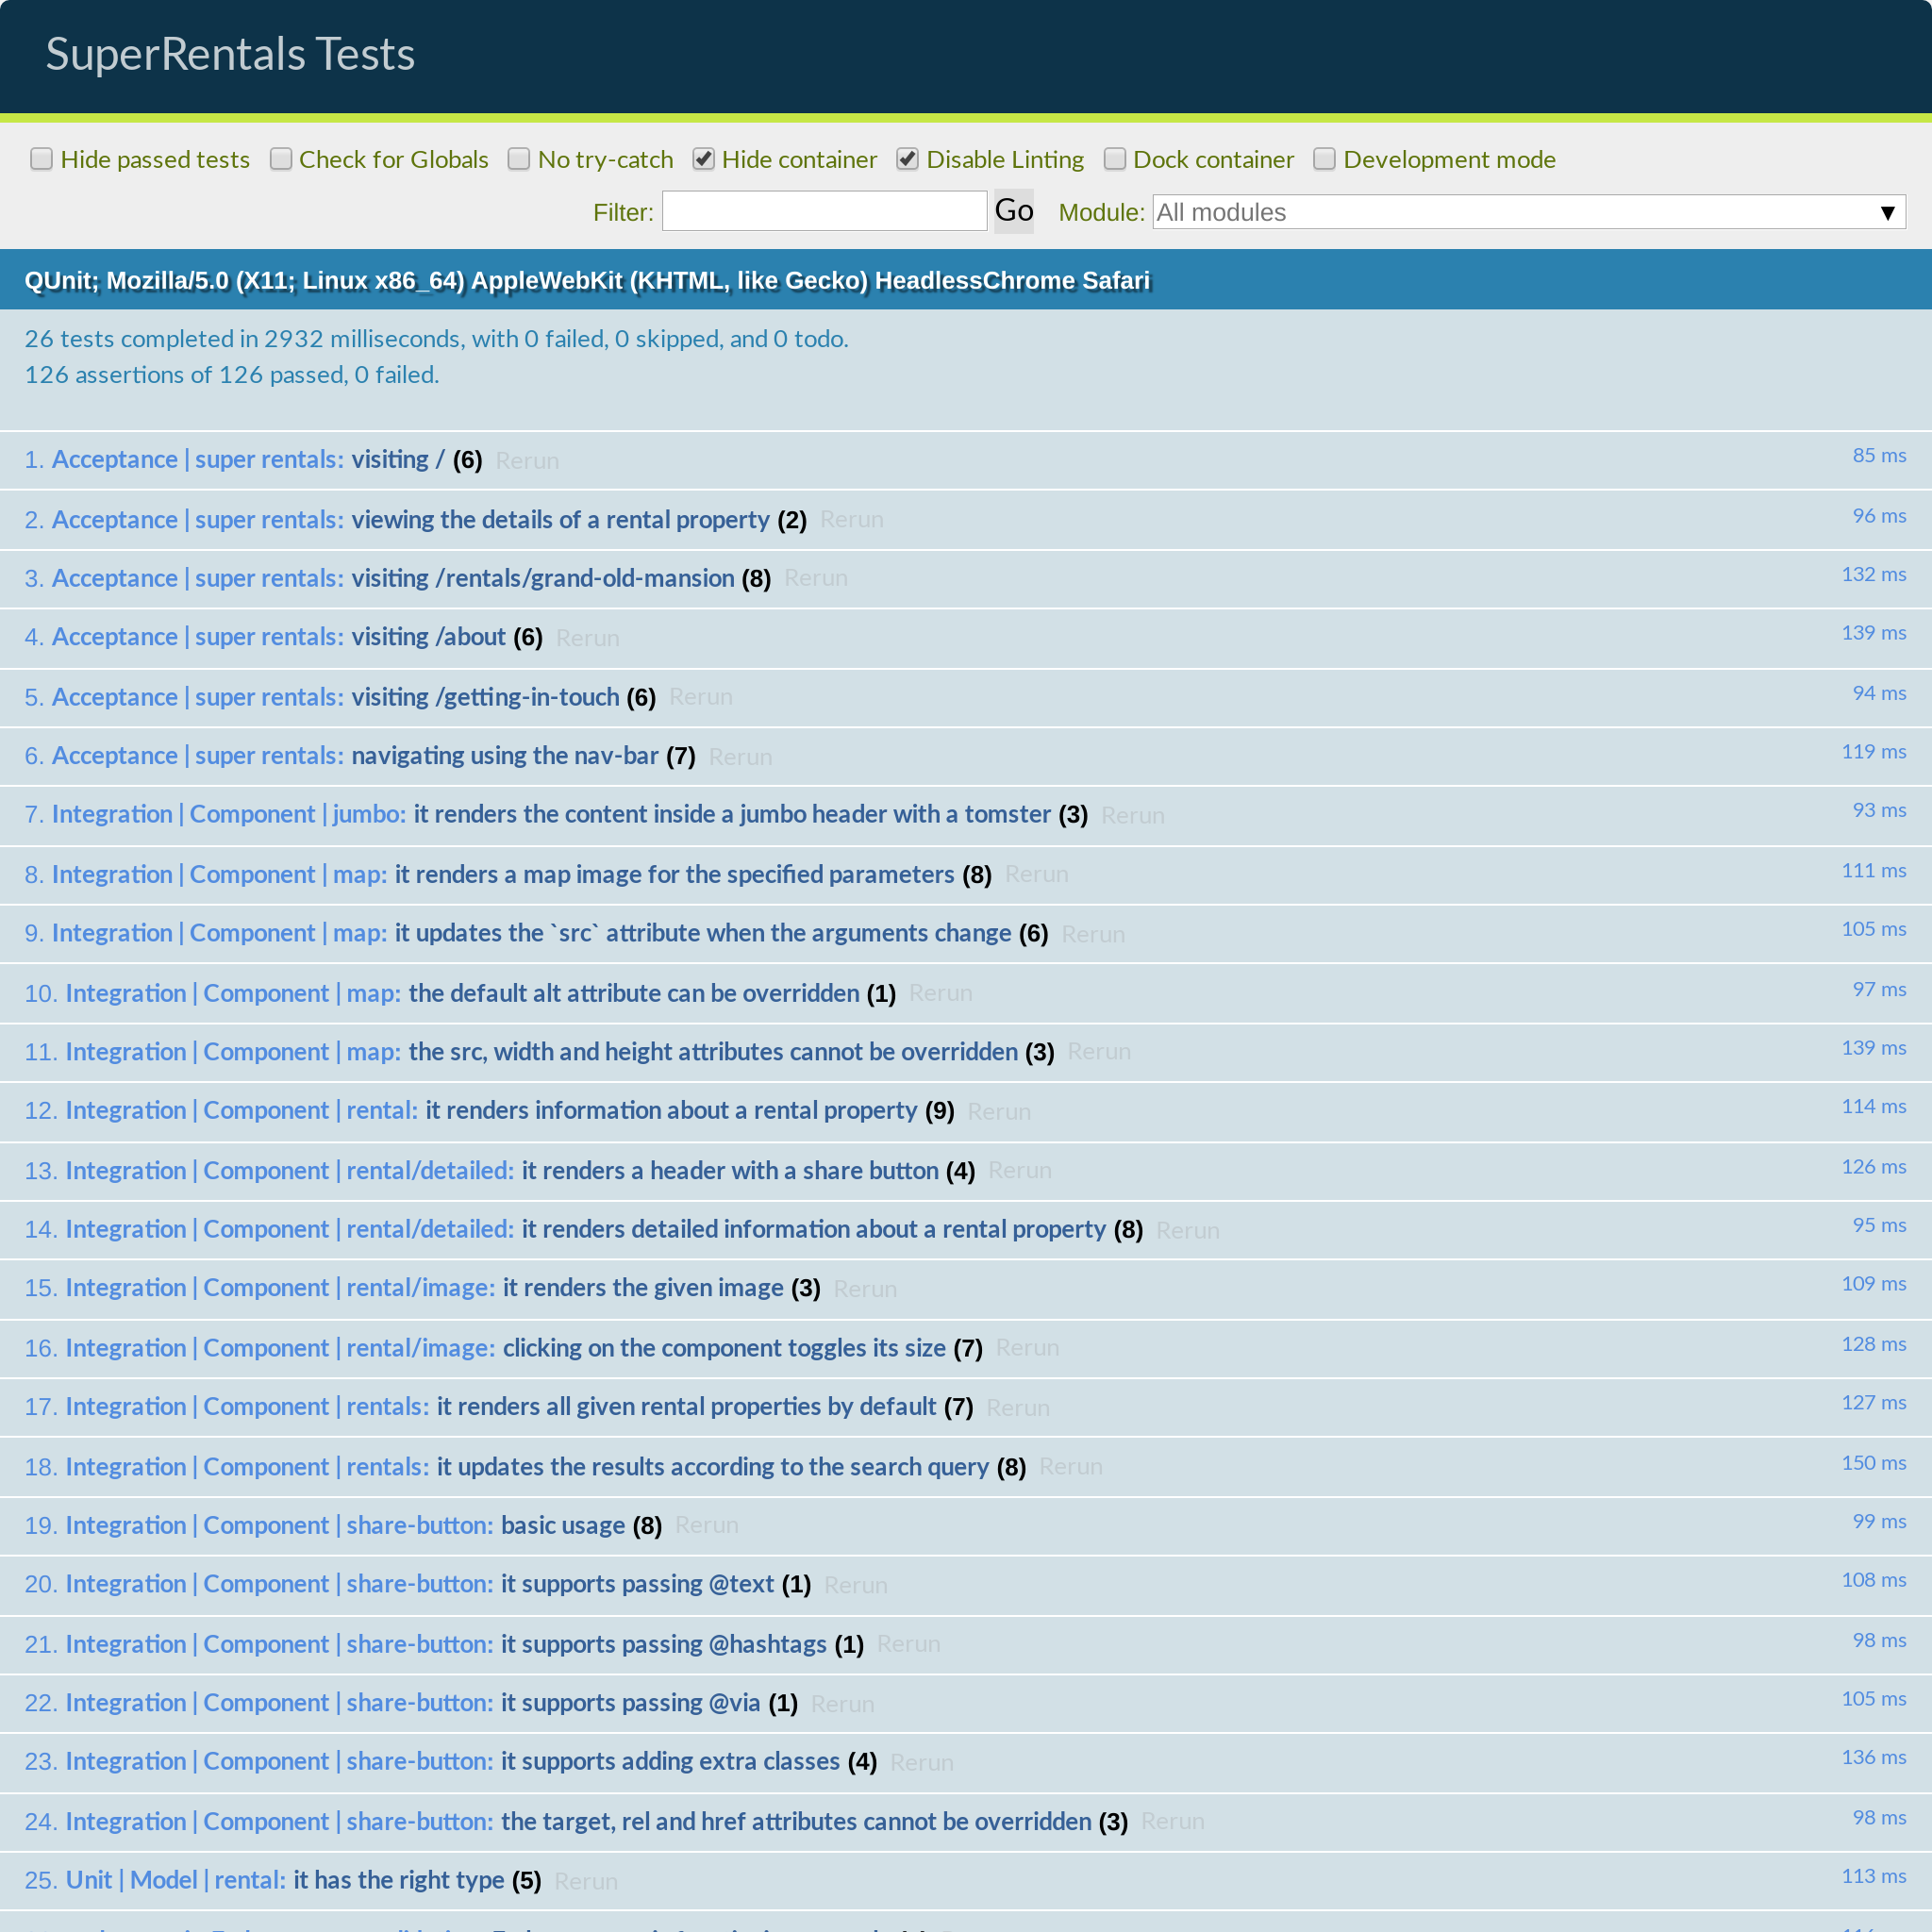 SuperRentals Tests
Hide passed tests Check for Globals No try-catch Hide container Disable Linting Dock container Development mode
Filter: Go Module: All modules ▼
QUnit; Mozilla/5.0 (X11; Linux x86_64) AppleWebKit (KHTML, like Gecko) HeadlessChrome Safari
26 tests completed in 2932 milliseconds, with 0 failed, 0 skipped, and 0 todo.
126 assertions of 126 passed, 0 failed.
1. Acceptance | super rentals: visiting / (6) Rerun 85 ms
2. Acceptance | super rentals: viewing the details of a rental property (2) Rerun 96 ms
3. Acceptance | super rentals: visiting /rentals/grand-old-mansion (8) Rerun 132 ms
4. Acceptance | super rentals: visiting /about (6) Rerun 139 ms
5. Acceptance | super rentals: visiting /getting-in-touch (6) Rerun 94 ms
6. Acceptance | super rentals: navigating using the nav-bar (7) Rerun 119 ms
7. Integration | Component | jumbo: it renders the content inside a jumbo header with a tomster (3) Rerun 93 ms
8. Integration | Component | map: it renders a map image for the specified parameters (8) Rerun 111 ms
9. Integration | Component | map: it updates the `src` attribute when the arguments change (6) Rerun 105 ms
10. Integration | Component | map: the default alt attribute can be overridden (1) Rerun 97 ms
11. Integration | Component | map: the src, width and height attributes cannot be overridden (3) Rerun 139 ms
12. Integration | Component | rental: it renders information about a rental property (9) Rerun 114 ms
13. Integration | Component | rental/detailed: it renders a header with a share button (4) Rerun 126 ms
14. Integration | Component | rental/detailed: it renders detailed information about a rental property (8) Rerun 95 ms
15. Integration | Component | rental/image: it renders the given image (3) Rerun 109 ms
16. Integration | Component | rental/image: clicking on the component toggles its size (7) Rerun 128 ms
17. Integration | Component | rentals: it renders all given rental properties by default (7) Rerun 127 ms
18. Integration | Component | rentals: it updates the results according to the search query (8) Rerun 150 ms
19. Integration | Component | share-button: basic usage (8) Rerun 99 ms
20. Integration | Component | share-button: it supports passing @text (1) Rerun 108 ms
21. Integration | Component | share-button: it supports passing @hashtags (1) Rerun 98 ms
22. Integration | Component | share-button: it supports passing @via (1) Rerun 105 ms
23. Integration | Component | share-button: it supports adding extra classes (4) Rerun 136 ms
24. Integration | Component | share-button: the target, rel and href attributes cannot be overridden (3) Rerun 98 ms
25. Unit | Model | rental: it has the right type (5) Rerun 113 ms